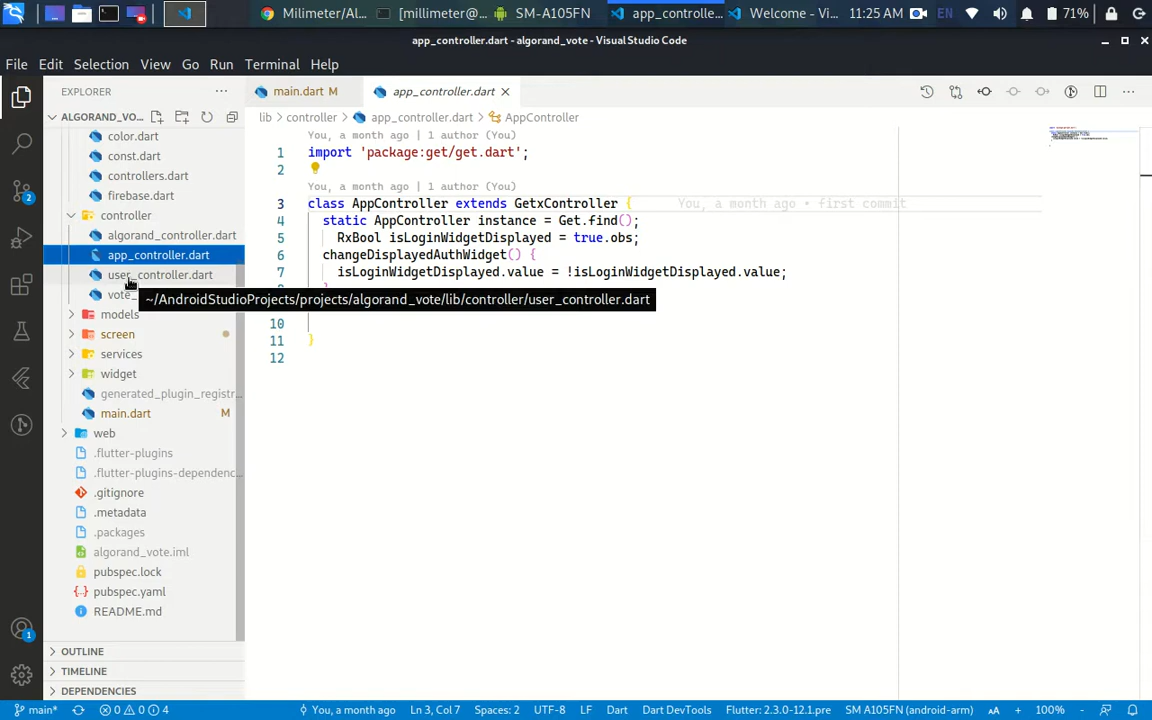 Milimeter/Al...
[millimeter@...
SM-A105FN
app_controlle...
Welcome - Vi...
11:25 AM
EN
71%
app_controller.dart - algorand_vote - Visual Studio Code
File Edit Selection View Go Run Terminal Help
EXPLORER
main.dart M
app_controller.dart
ALGORAND_VO...
lib controller app_controller.dart AppController
color.dart
const.dart
controllers.dart
firebase.dart
controller
algorand_controller.dart
app_controller.dart
user_controller.dart
vote_
models
screen
services
widget
generated_plugin_registr...
main.dart M
web
.flutter-plugins
.flutter-plugins-dependenc...
.gitignore
.metadata
.packages
algorand_vote.iml
pubspec.lock
pubspec.yaml
README.md
OUTLINE
TIMELINE
DEPENDENCIES
2
1
You, a month ago | 1 author (You)
1 import 'package:get/get.dart';
2
You, a month ago | 1 author (You)
3 class AppController extends GetxController { You, a month ago • first commit
4 static AppController instance = Get.find();
5 RxBool isLoginWidgetDisplayed = true.obs;
6 changeDisplayedAuthWidget() {
7 isLoginWidgetDisplayed.value = !isLoginWidgetDisplayed.value;
~/AndroidStudioProjects/projects/algorand_vote/lib/controller/user_controller.dart
10
11 }
12
main* 0 0 4 You, a month ago Ln 3, Col 7 Spaces: 2 UTF-8 LF Dart Dart DevTools Flutter: 2.3.0-12.1.pre SM A105FN (android-arm) AA + 100% -